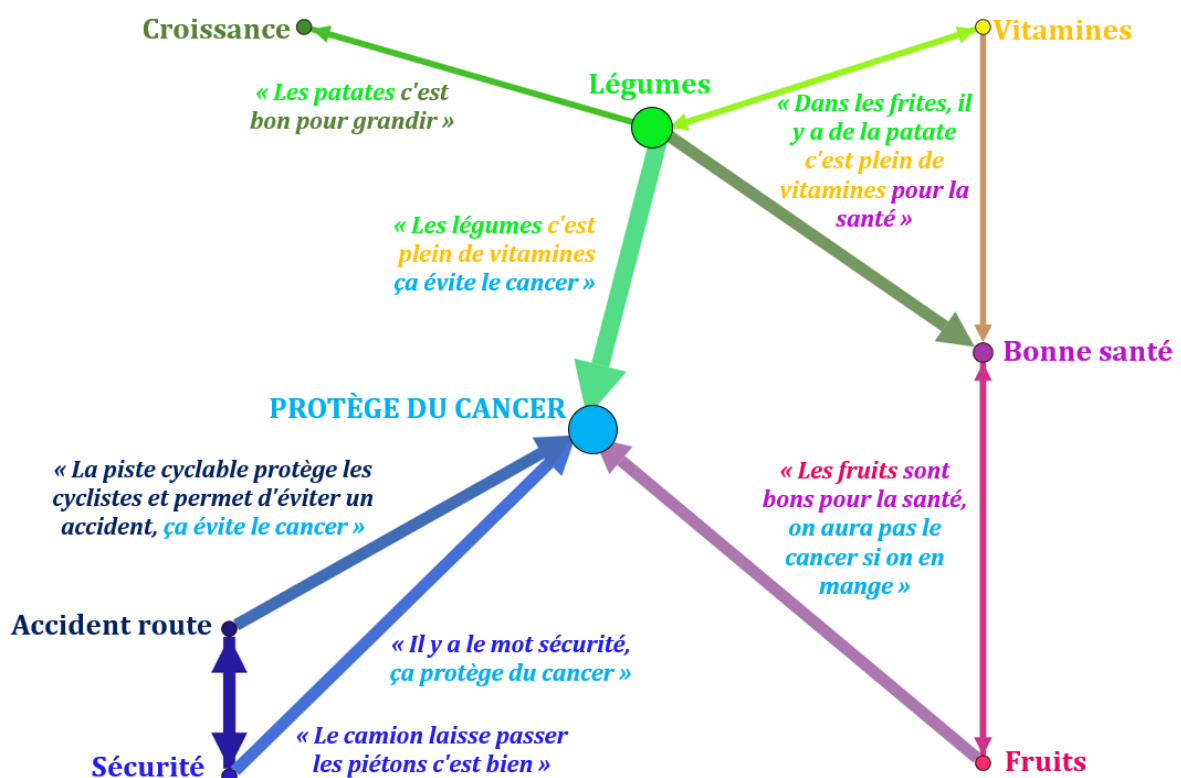 Croissance
Vitamines
Légumes
« Les patates c'est
bon pour grandir »
« Dans les frites, il
y a de la patate
c'est plein de
vitamines pour la
santé »
« Les légumes c'est
plein de vitamines
ça évite le cancer »
Bonne santé
PROTÈGE DU CANCER
« La piste cyclable protège les
cyclistes et permet d'éviter un
accident, ça évite le cancer »
« Les fruits sont
bons pour la santé,
on aura pas le
cancer si on en
mange »
Accident route
« Il y a le mot sécurité,
ça protège du cancer »
« Le camion laisse passer
les piétons c'est bien »
Sécurité
Fruits